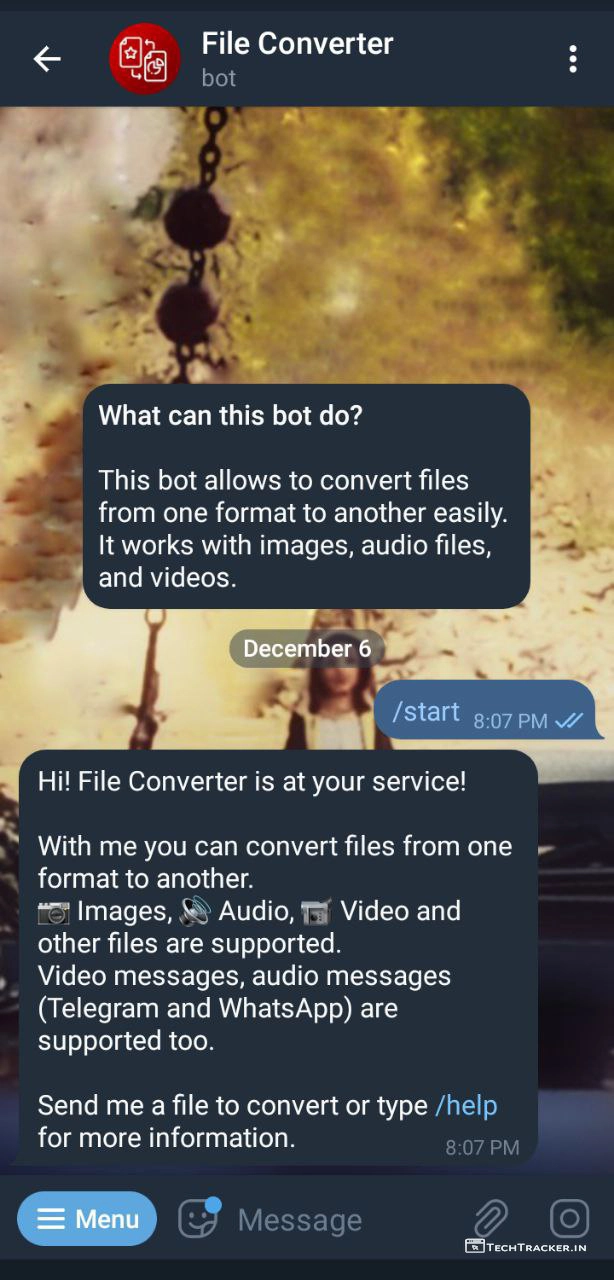 File Converter
bot
What can this bot do?
This bot allows to convert files
from one format to another easily.
It works with images, audio files,
and videos.
December 6
/start 8:07 PM
Hi! File Converter is at your service!
With me you can convert files from one
format to another.
Images, Audio, Video and
other files are supported.
Video messages, audio messages
(Telegram and WhatsApp) are
supported too.
Send me a file to convert or type /help
for more information.
8:07 PM
Menu
Message
TECHTRACKER.IN